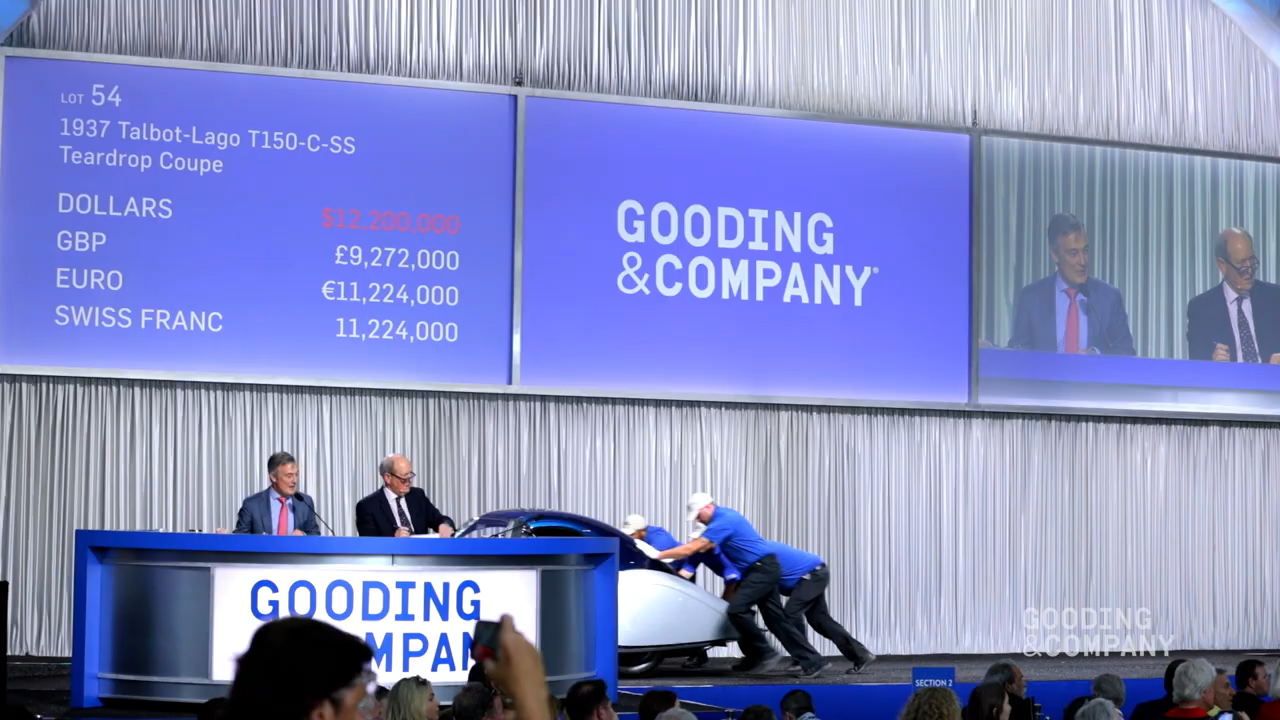 LOT 54
1937 Talbot-Lago T150-C-SS
Teardrop Coupe
DOLLARS $12,200,000
GBP £9,272,000
EURO €11,224,000
SWISS FRANC 11,224,000
GOODING
&COMPANY®
GOODING
MPAN
SECTION 2
GOODING
&COMPANY